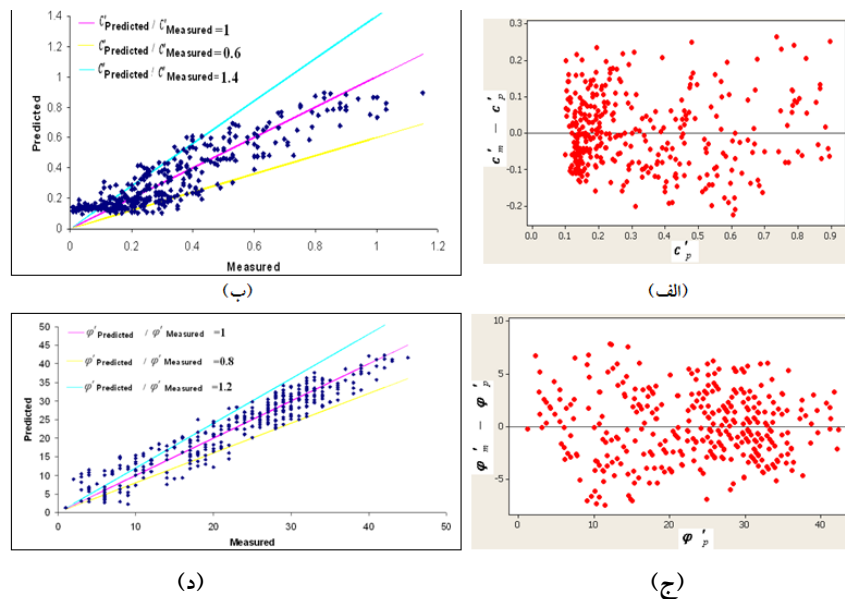 1.4
1.2
1
0.8
0.6
0.4
0.2
0
Predicted
C' Predicted / C' Measured =1
C' Predicted / C' Measured =0.6
C' Predicted / C' Measured =1.4
0 0.2 0.4 0.6 0.8 1 1.2
Measured
(ب)
0.3
0.2
0.1
0.0
-0.1
-0.2
c'm - c'p
0.0 0.1 0.2 0.3 0.4 0.5 0.6 0.7 0.8 0.9
c'p
(الف)
50
45
40
35
30
25
20
15
10
5
0
Predicted
φ' Predicted / φ' Measured =1
φ' Predicted / φ' Measured =0.8
φ' Predicted / φ' Measured =1.2
0 10 20 30 40 50
Measured
(د)
10
5
0
-5
φ'm - φ'p
0 10 20 30 40
φ'p
(ج)